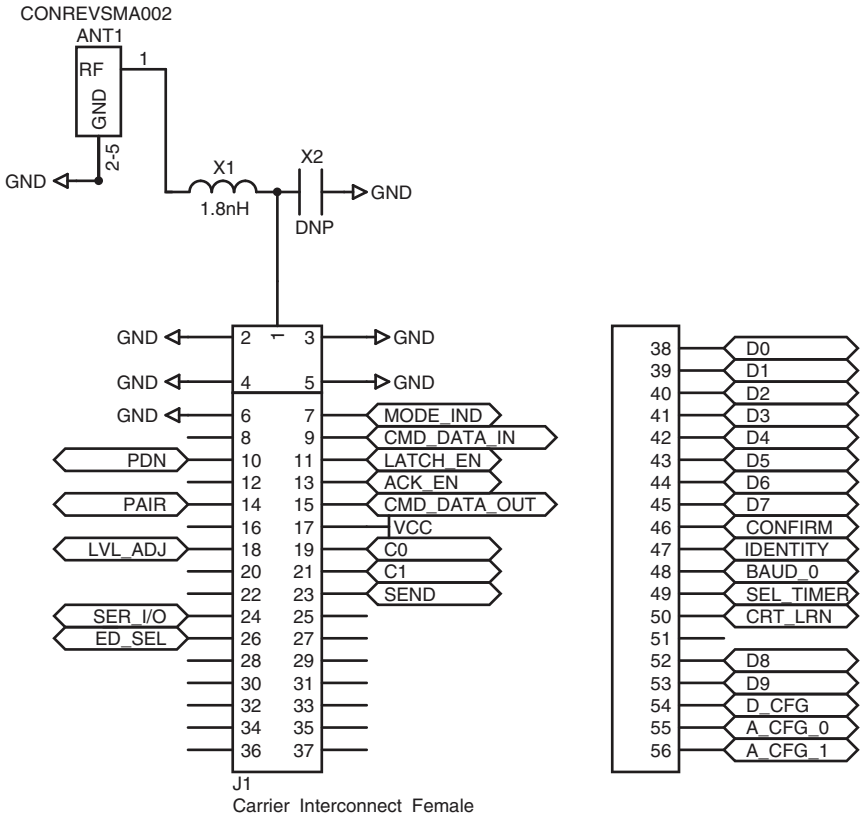 CONREVSMA002
ANT1
RF
1
GND
2-5
GND
X1
1.8nH
X2
DNP
GND
GND 2 1 3 GND
GND 4 5 GND
GND 6 7 MODE_IND
8 9 CMD_DATA_IN
PDN 10 11 LATCH_EN
12 13 ACK_EN
PAIR 14 15 CMD_DATA_OUT
16 17 VCC
LVL_ADJ 18 19 C0
20 21 C1
22 23 SEND
SER_I/O 24 25
ED_SEL 26 27
28 29
30 31
32 33
34 35
36 37
J1
Carrier Interconnect Female
38 D0
39 D1
40 D2
41 D3
42 D4
43 D5
44 D6
45 D7
46 CONFIRM
47 IDENTITY
48 BAUD_0
49 SEL_TIMER
50 CRT_LRN
51
52 D8
53 D9
54 D_CFG
55 A_CFG_0
56 A_CFG_1